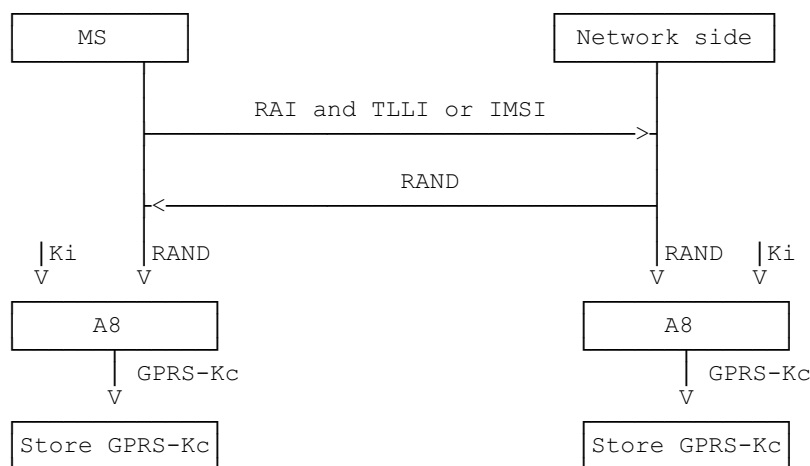 MS Network side
RAI and TLLI or IMSI
RAND
Ki RAND RAND Ki
A8 A8
GPRS-Kc GPRS-Kc
Store GPRS-Kc Store GPRS-Kc